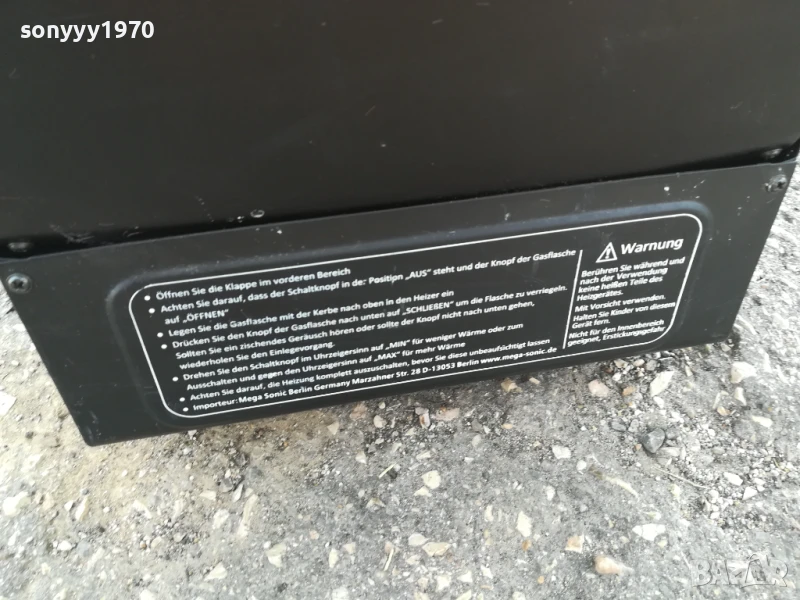 sonyyy1970
• Öffnen Sie die Klappe im vorderen Bereich
• Achten Sie darauf, dass der Schaltknopf in der Position „AUS" steht und der Knopf der Gasflasche
auf „ÖFFNEN"
• Legen Sie die Gasflasche mit der Kerbe nach oben in den Heizer ein
• Drücken Sie den Knopf der Gasflasche nach unten auf „SCHLIEßEN" um die Flasche zu verriegeln.
Sollten Sie ein zischendes Geräusch hören oder sollte der Knopf nicht nach unten gehen,
wiederholen Sie den Einlegevorgang.
• Drehen Sie den Schaltknopf im Uhrzeigersinn auf „MIN" für weniger Wärme oder zum
Ausschalten und gegen den Uhrzeigersinn auf „MAX" für mehr Wärme
• Achten Sie darauf, die Heizung komplett auszuschalten, bevor Sie diese unbeaufsichtigt lassen
• Importeur: Mega Sonic Berlin Germany Marzahner Str. 28 D-13053 Berlin www.mega-sonic.de
Warnung
Berühren Sie während und
nach der Verwendung
keine heißen Teile des
Heizgerätes.
Mit Vorsicht verwenden.
Halten Sie Kinder von diesem
Gerät fern.
Nicht für den Innenbereich
geeignet, Erstickungsgefahr
BAZAR